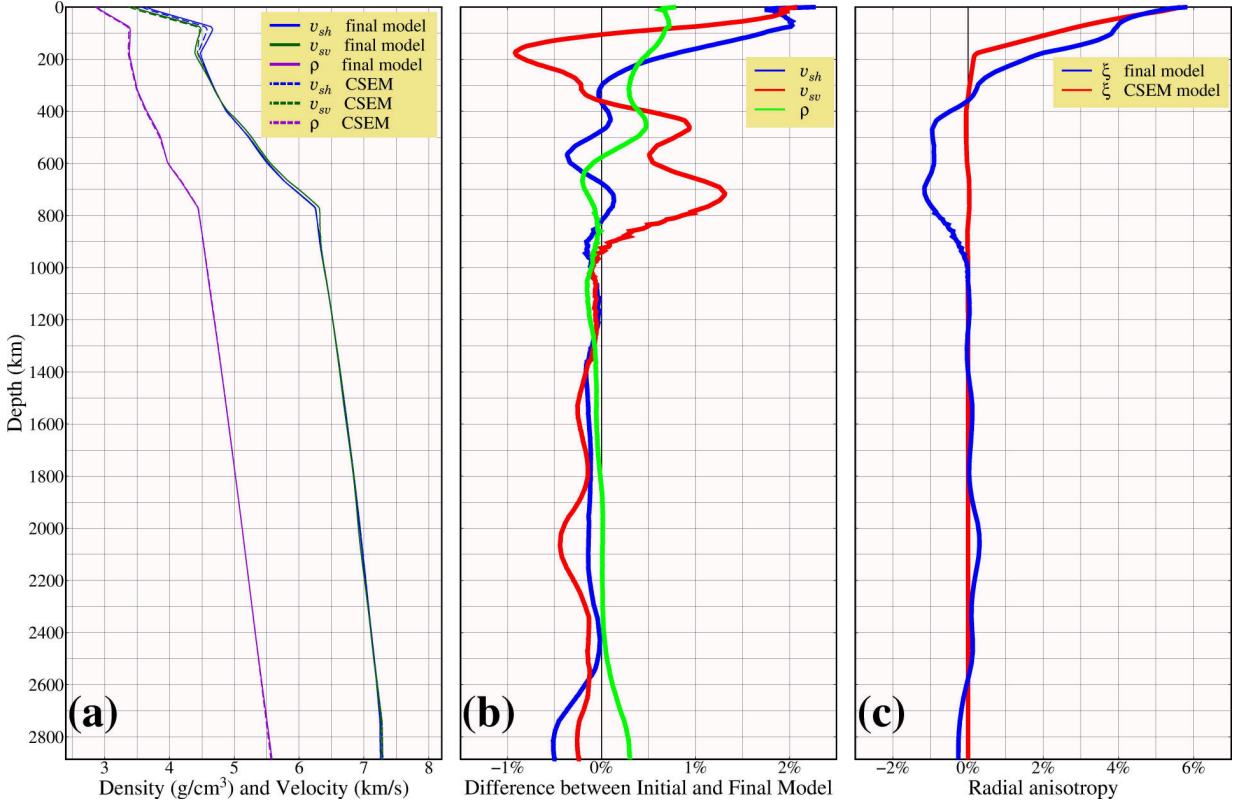 0
200
400
600
800
1000
1200
1400
1600
1800
2000
2200
2400
2600
2800
Depth (km)
v_sh final model
v_sv final model
ρ final model
v_sh CSEM
v_sv CSEM
ρ CSEM
(a)
3 4 5 6 7 8
Density (g/cm³) and Velocity (km/s)
v_sh
v_sv
ρ
(b)
−1% 0% 1% 2%
Difference between Initial and Final Model
ξ final model
ξ CSEM model
(c)
−2% 0% 2% 4% 6%
Radial anisotropy